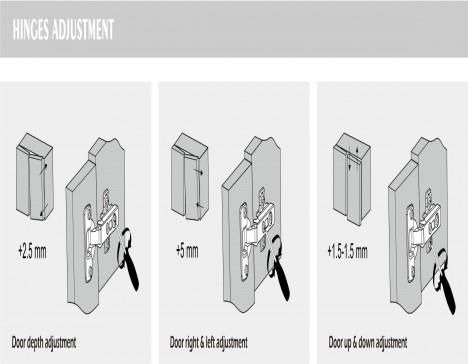 HINGES ADJUSTMENT
+2.5 mm
Door depth adjustment
+5 mm
Door right & left adjustment
+1.5-1.5 mm
Door up & down adjustment